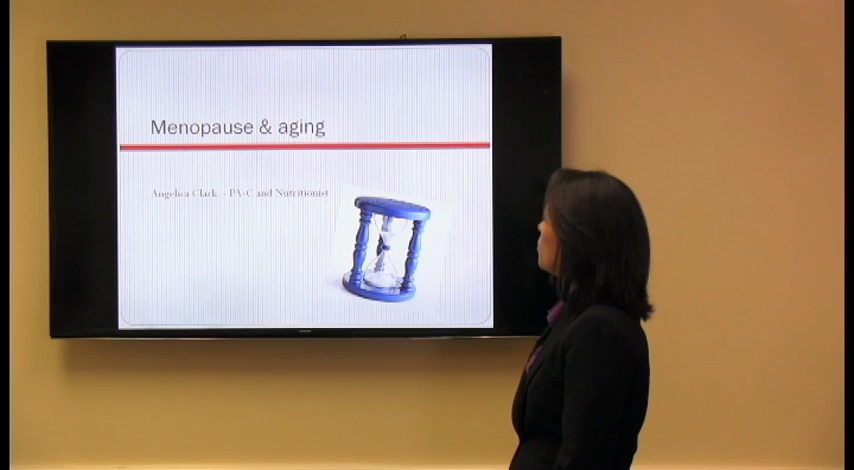 Menopause & aging
Angelica Clark - PA-C and Nutritionist